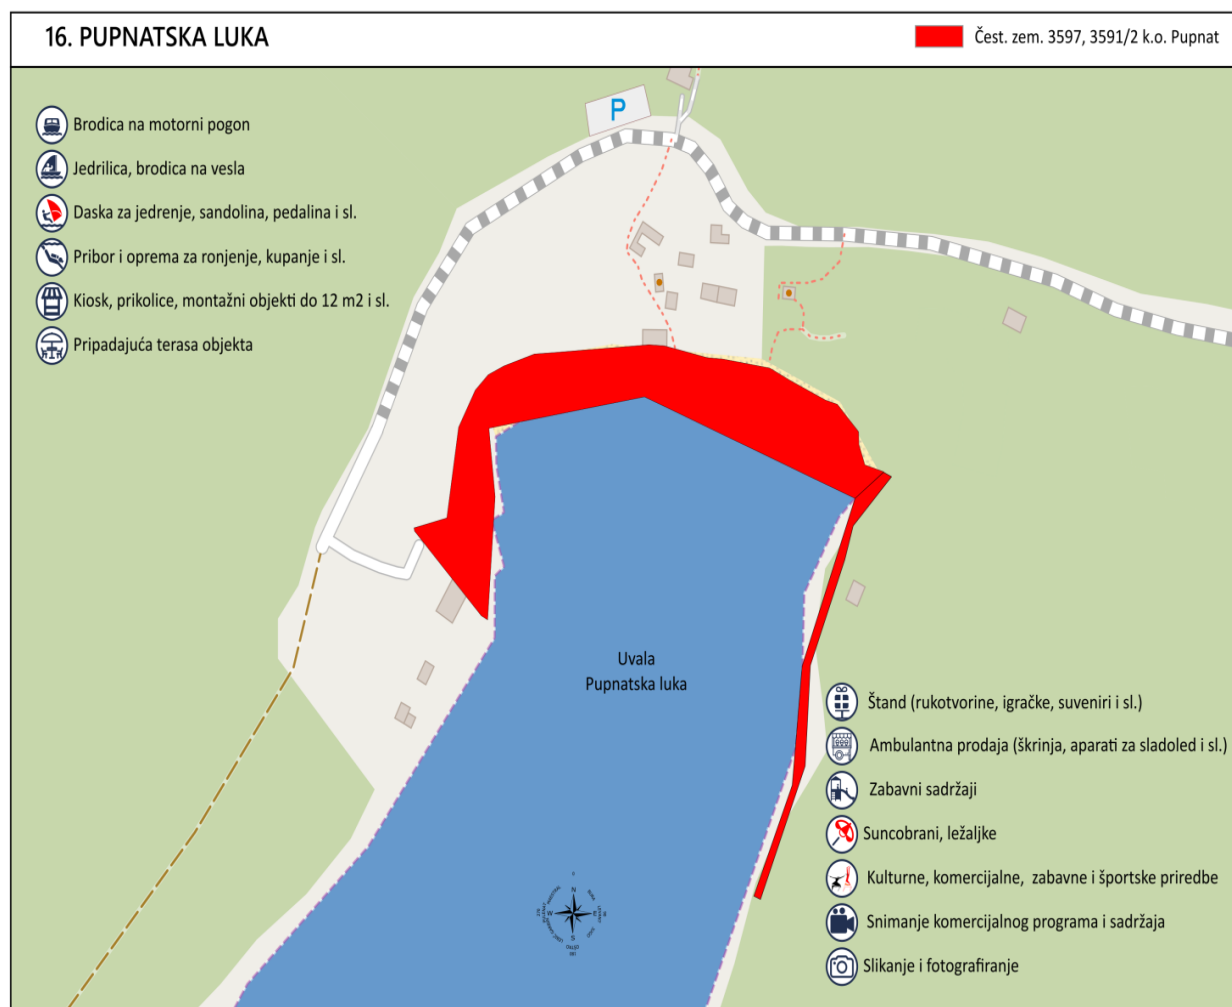 16. PUPNATSKA LUKA
Čest. zem. 3597, 3591/2 k.o. Pupnat
P
Brodica na motorni pogon
Jedrilica, brodica na vesla
Daska za jedrenje, sandolina, pedalina i sl.
Pribor i oprema za ronjenje, kupanje i sl.
Kiosk, prikolice, montažni objekti do 12 m2 i sl.
Pripadajuća terasa objekta
Uvala
Pupnatska luka
Štand (rukotvorine, igračke, suveniri i sl.)
Ambulantna prodaja (škrinja, aparati za sladoled i sl.)
Zabavni sadržaji
Suncobrani, ležaljke
Kulturne, komercijalne, zabavne i športske priredbe
Snimanje komercijalnog programa i sadržaja
Slikanje i fotografiranje
N
W E
S